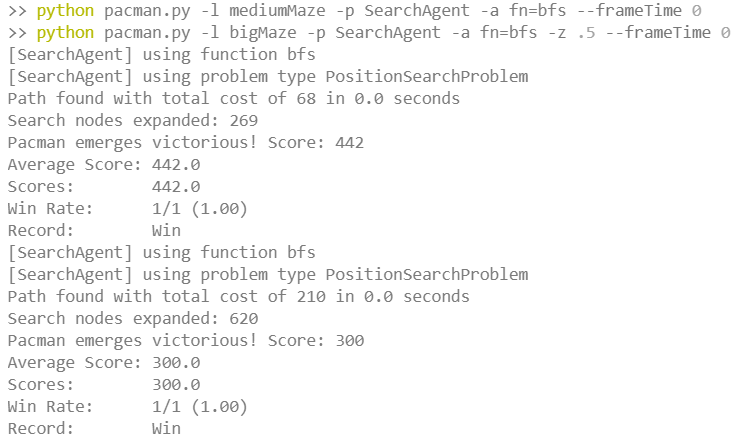 >> python pacman.py -l mediumMaze -p SearchAgent -a fn=bfs --frameTime 0
>> python pacman.py -l bigMaze -p SearchAgent -a fn=bfs -z .5 --frameTime 0
[SearchAgent] using function bfs
[SearchAgent] using problem type PositionSearchProblem
Path found with total cost of 68 in 0.0 seconds
Search nodes expanded: 269
Pacman emerges victorious! Score: 442
Average Score: 442.0
Scores:        442.0
Win Rate:      1/1 (1.00)
Record:        Win
[SearchAgent] using function bfs
[SearchAgent] using problem type PositionSearchProblem
Path found with total cost of 210 in 0.0 seconds
Search nodes expanded: 620
Pacman emerges victorious! Score: 300
Average Score: 300.0
Scores:        300.0
Win Rate:      1/1 (1.00)
Record:        Win